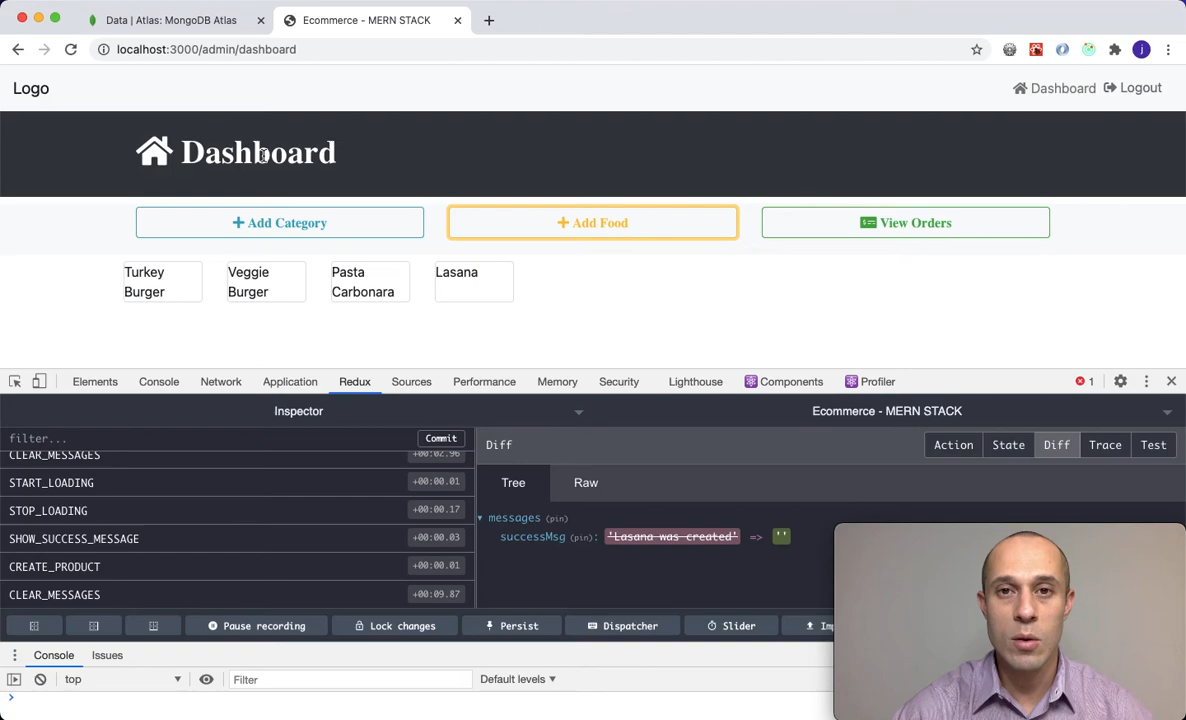 Data | Atlas: MongoDB Atlas
Ecommerce - MERN STACK
localhost:3000/admin/dashboard
j
Logo
Dashboard
Logout
Dashboard
Add Category
Add Food
View Orders
Turkey
Burger
Veggie
Burger
Pasta
Carbonara
Lasana
Elements
Console
Network
Application
Redux
Sources
Performance
Memory
Security
Lighthouse
Components
Profiler
1
Inspector
Ecommerce - MERN STACK
filter...
Commit
Diff
Action
State
Diff
Trace
Test
CLEAR_MESSAGES +00:02.96
START_LOADING +00:00.01
STOP_LOADING +00:00.17
SHOW_SUCCESS_MESSAGE +00:00.03
CREATE_PRODUCT +00:00.01
CLEAR_MESSAGES +00:09.87
Tree
Raw
messages (pin)
successMsg (pin): 'Lasana was created' => ''
Pause recording
Lock changes
Persist
Dispatcher
Slider
Console
Issues
top
Filter
Default levels